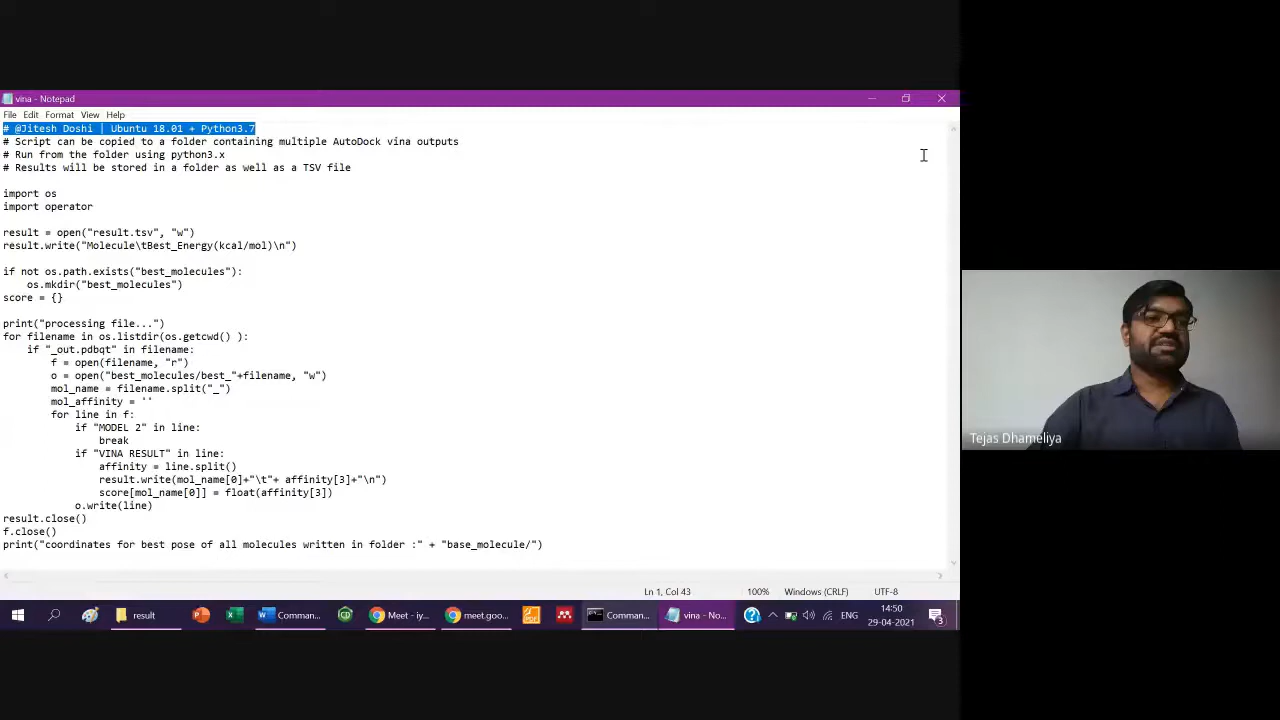 vina - Notepad
File Edit Format View Help
# @Jitesh Doshi | Ubuntu 18.01 + Python3.7
# Script can be copied to a folder containing multiple AutoDock vina outputs
# Run from the folder using python3.x
# Results will be stored in a folder as well as a TSV file
import os
import operator
result = open("result.tsv", "w")
result.write("Molecule\tBest_Energy(kcal/mol)\n")
if not os.path.exists("best_molecules"):
os.mkdir("best_molecules")
score = {}
print("processing file...")
for filename in os.listdir(os.getcwd() ):
if "_out.pdbqt" in filename:
f = open(filename, "r")
o = open("best_molecules/best_"+filename, "w")
mol_name = filename.split("_")
mol_affinity = ''
for line in f:
if "MODEL 2" in line:
break
if "VINA RESULT" in line:
affinity = line.split()
result.write(mol_name[0]+"\t"+ affinity[3]+"\n")
score[mol_name[0]] = float(affinity[3])
o.write(line)
result.close()
f.close()
print("coordinates for best pose of all molecules written in folder :" + "base_molecule/")
Tejas Dhameliya
Ln 1, Col 43 100% Windows (CRLF) UTF-8
result Comman... Meet - iy... meet.goo... Comman... vina - No... ENG 14:50
29-04-2021 3